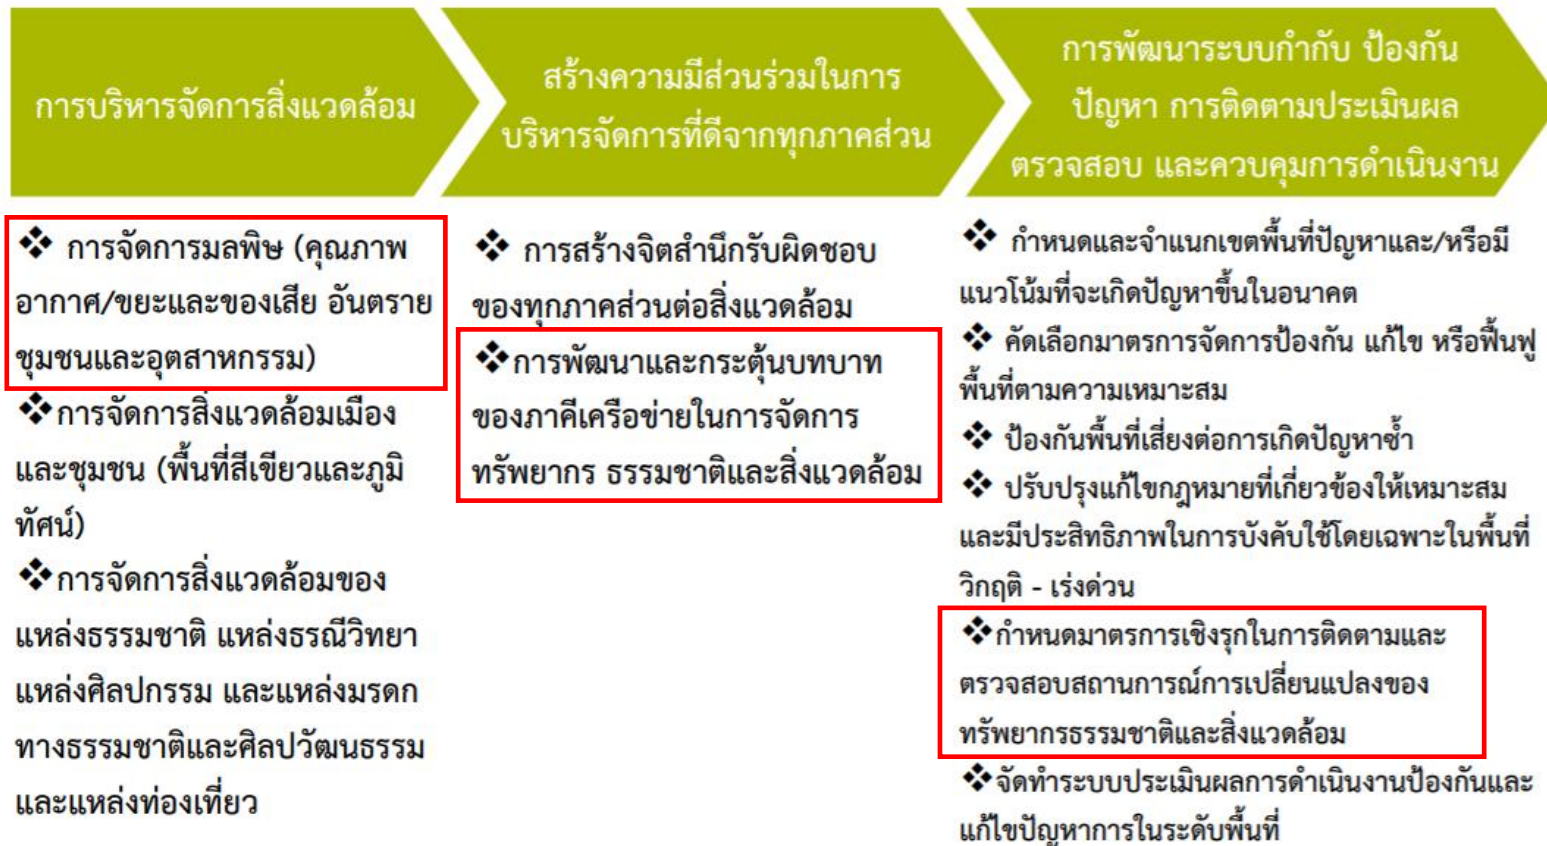 การบริหารจัดการสิ่งแวดล้อม
❖ การจัดการมลพิษ (คุณภาพ
อากาศ/ขยะและของเสีย อันตราย
ชุมชนและอุตสาหกรรม)
❖การจัดการสิ่งแวดล้อมเมือง
และชุมชน (พื้นที่สีเขียวและภูมิ
ทัศน์)
❖การจัดการสิ่งแวดล้อมของ
แหล่งธรรมชาติ แหล่งธรณีวิทยา
แหล่งศิลปกรรม และแหล่งมรดก
ทางธรรมชาติและศิลปวัฒนธรรม
และแหล่งท่องเที่ยว
สร้างความมีส่วนร่วมในการ
บริหารจัดการที่ดีจากทุกภาคส่วน
❖ การสร้างจิตสำนึกรับผิดชอบ
ของทุกภาคส่วนต่อสิ่งแวดล้อม
❖การพัฒนาและกระตุ้นบทบาท
ของภาคีเครือข่ายในการจัดการ
ทรัพยากร ธรรมชาติและสิ่งแวดล้อม
การพัฒนาระบบกำกับ ป้องกัน
ปัญหา การติดตามประเมินผล
ตรวจสอบ และควบคุมการดำเนินงาน
❖ กำหนดและจำแนกเขตพื้นที่ปัญหาและ/หรือมี
แนวโน้มที่จะเกิดปัญหาขึ้นในอนาคต
❖ คัดเลือกมาตรการจัดการป้องกัน แก้ไข หรือฟื้นฟู
พื้นที่ตามความเหมาะสม
❖ ป้องกันพื้นที่เสี่ยงต่อการเกิดปัญหาซ้ำ
❖ ปรับปรุงแก้ไขกฎหมายที่เกี่ยวข้องให้เหมาะสม
และมีประสิทธิภาพในการบังคับใช้โดยเฉพาะในพื้นที่
วิกฤติ - เร่งด่วน
❖กำหนดมาตรการเชิงรุกในการติดตามและ
ตรวจสอบสถานการณ์การเปลี่ยนแปลงของ
ทรัพยากรธรรมชาติและสิ่งแวดล้อม
❖จัดทำระบบประเมินผลการดำเนินงานป้องกันและ
แก้ไขปัญหาการในระดับพื้นที่